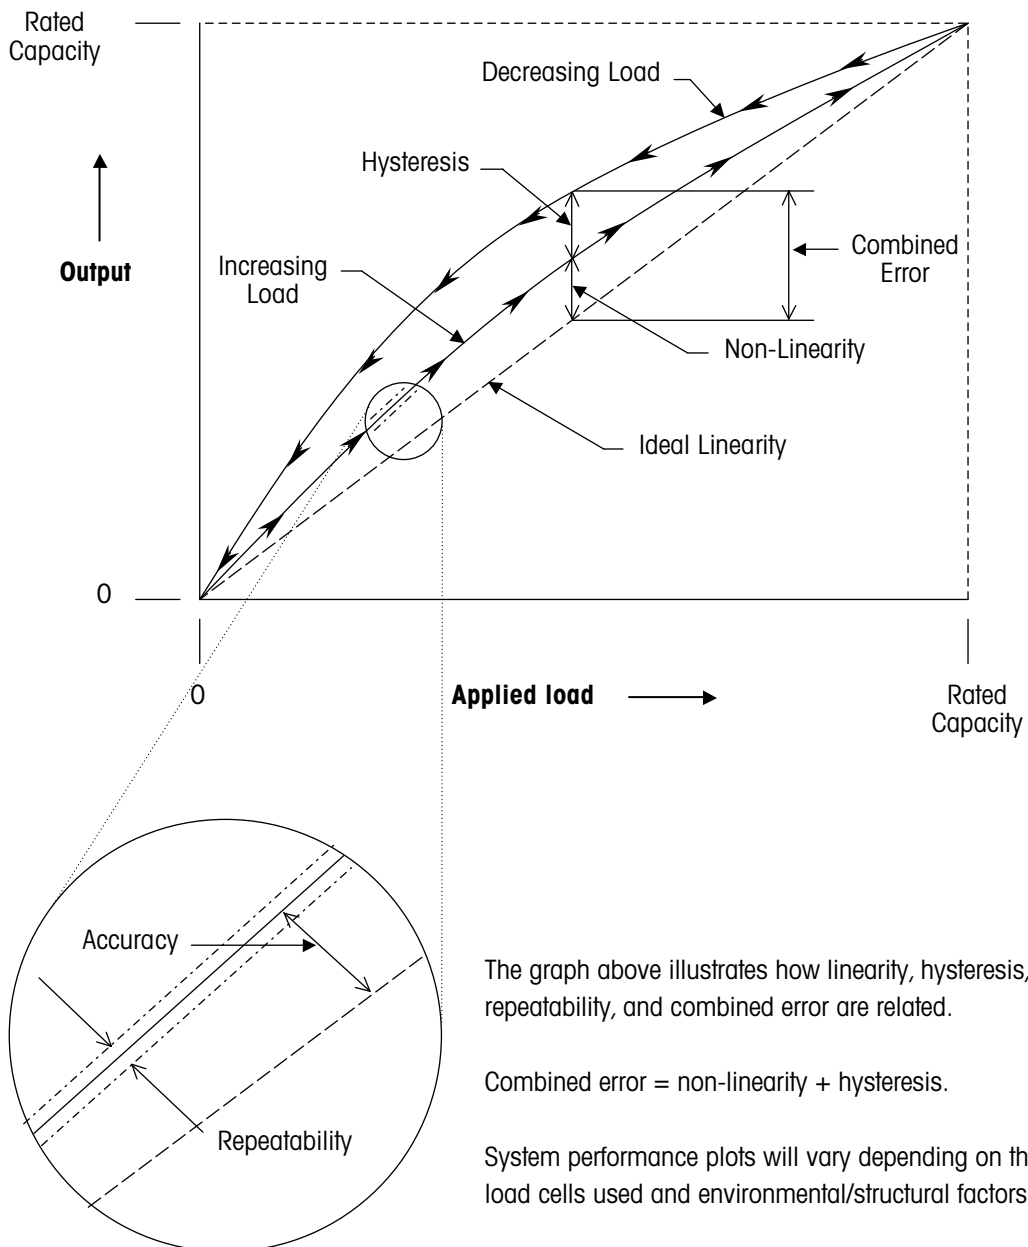 Rated
Capacity
Decreasing Load
Hysteresis
Output
Increasing
Load
Combined
Error
Non-Linearity
Ideal Linearity
0
0
Applied load
Rated
Capacity
Accuracy
Repeatability
The graph above illustrates how linearity, hysteresis,
repeatability, and combined error are related.
Combined error = non-linearity + hysteresis.
System performance plots will vary depending on th
load cells used and environmental/structural factors